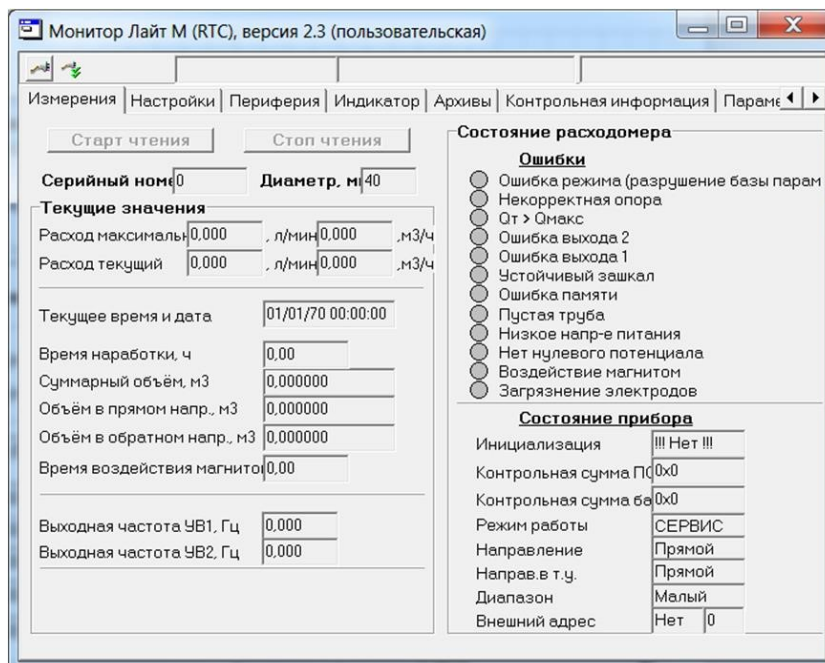 Монитор Лайт М (RTC), версия 2.3 (пользовательская)
Измерения Настройки Периферия Индикатор Архивы Контрольная информация Параме
Старт чтения Стоп чтения
Серийный номе 0 Диаметр, м 40
Текущие значения
Расход максимальн 0,000 , л/мин 0,000 ,м3/ч
Расход текущий 0,000 , л/мин 0,000 ,м3/ч
Текущее время и дата 01/01/70 00:00:00
Время наработки, ч 0,00
Суммарный объём, м3 0,000000
Объём в прямом напр., м3 0,000000
Объём в обратном напр., м3 0,000000
Время воздействия магнито 0,00
Выходная частота УВ1, Гц 0,000
Выходная частота УВ2, Гц 0,000
Состояние расходомера
Ошибки
Ошибка режима (разрушение базы парам
Некорректная опора
Qт > Qмакс
Ошибка выхода 2
Ошибка выхода 1
Устойчивый зашкал
Ошибка памяти
Пустая труба
Низкое напр-е питания
Нет нулевого потенциала
Воздействие магнитом
Загрязнение электродов
Состояние прибора
Инициализация !!! Нет !!!
Контрольная сумма ПО 0x0
Контрольная сумма ба 0x0
Режим работы СЕРВИС
Направление Прямой
Направ.в т.у. Прямой
Диапазон Малый
Внешний адрес Нет 0